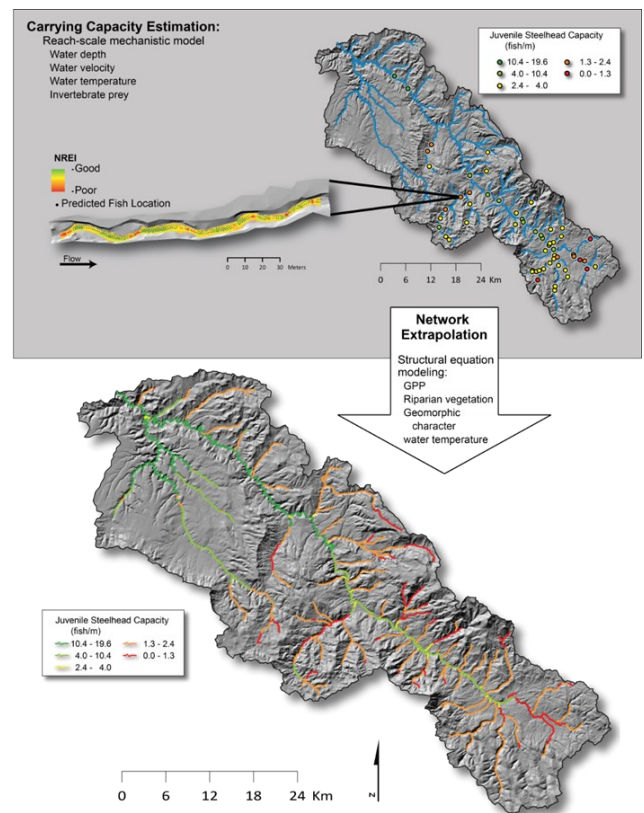 Carrying Capacity Estimation:
Reach-scale mechanistic model
Water depth
Water velocity
Water temperature
Invertebrate prey
Juvenile Steelhead Capacity
(fish/m)
10.4 - 19.6 1.3 - 2.4
4.0 - 10.4 0.0 - 1.3
2.4 - 4.0
NREI
-Good
-Poor
• Predicted Fish Location
Flow
0 10 20 30
Meters
0 6 12 18 24
Km
Network
Extrapolation
Structural equation
modeling:
GPP
Riparian vegetation
Geomorphic
character
water temperature
Juvenile Steelhead Capacity
(fish/m)
10.4 - 19.6 1.3 - 2.4
4.0 - 10.4 0.0 - 1.3
2.4 - 4.0
0 6 12 18 24 Km
N